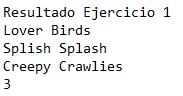 Resultado Ejercicio 1
Lover Birds
Splish Splash
Creepy Crawlies
3